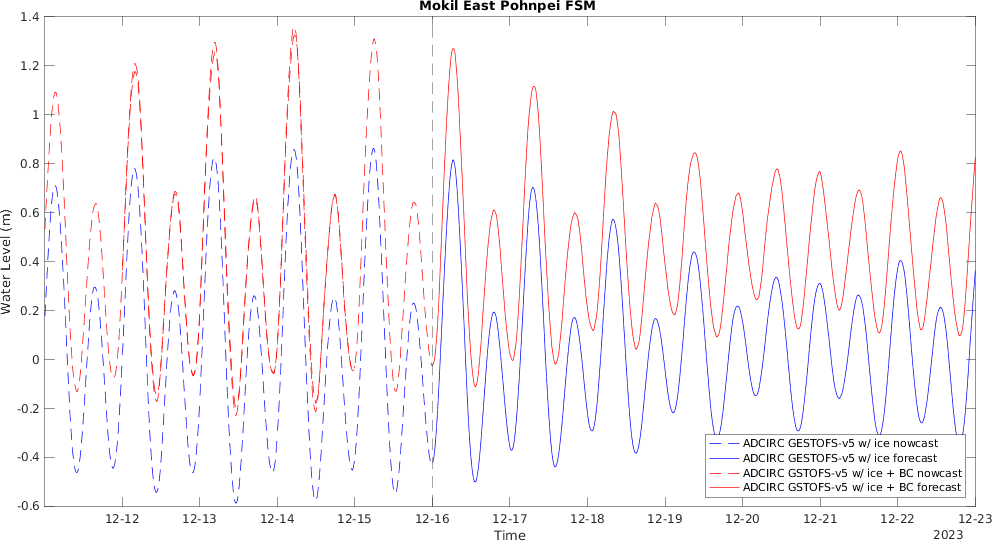 Mokil East Pohnpei FSM
1.4
1.2
1
0.8
0.6
0.4
0.2
0
-0.2
-0.4
-0.6
Water Level (m)
ADCIRC GESTOFS-v5 w/ ice nowcast
ADCIRC GESTOFS-v5 w/ ice forecast
ADCIRC GSTOFS-v5 w/ ice + BC nowcast
ADCIRC GSTOFS-v5 w/ ice + BC forecast
12-12 12-13 12-14 12-15 12-16 12-17 12-18 12-19 12-20 12-21 12-22 12-23
Time
2023